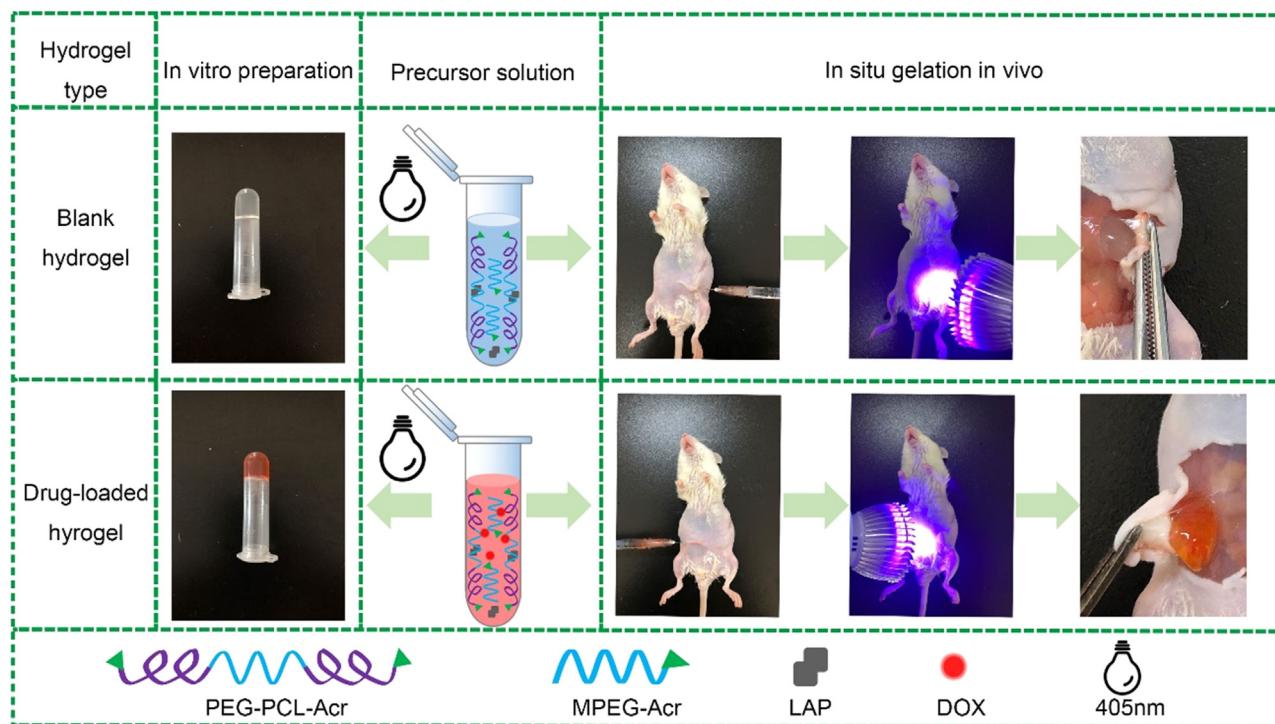 Hydrogel
type
In vitro preparation
Precursor solution
In situ gelation in vivo
Blank
hydrogel
Drug-loaded
hyrogel
PEG-PCL-Acr
MPEG-Acr
LAP
DOX
405nm